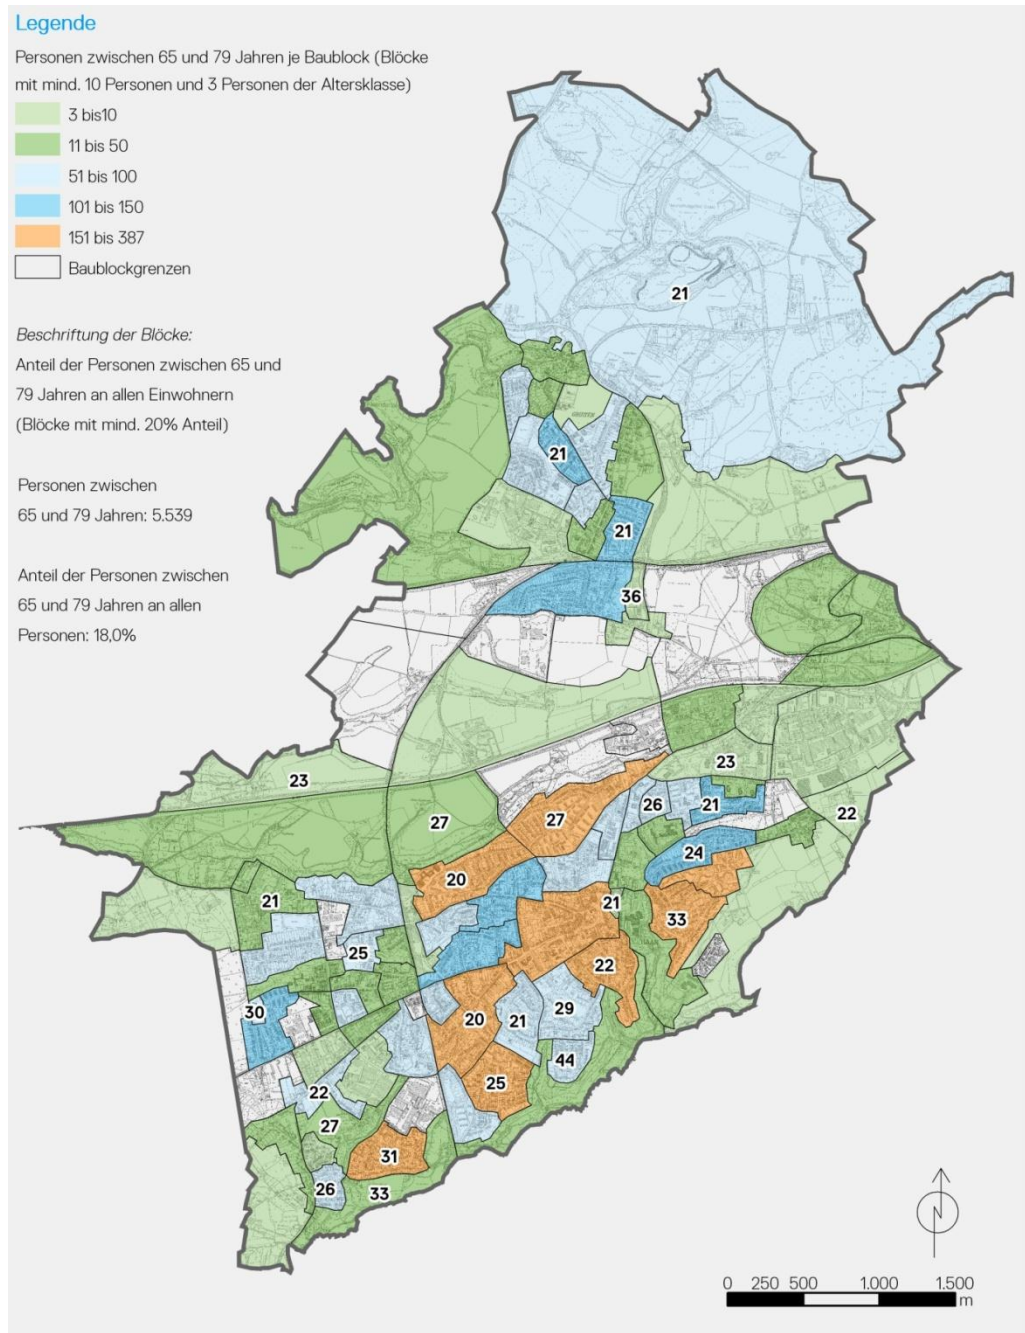 Legende
Personen zwischen 65 und 79 Jahren je Baublock (Blöcke
mit mind. 10 Personen und 3 Personen der Altersklasse)
3 bis10
11 bis 50
51 bis 100
101 bis 150
151 bis 387
Baublockgrenzen
Beschriftung der Blöcke:
Anteil der Personen zwischen 65 und
79 Jahren an allen Einwohnern
(Blöcke mit mind. 20% Anteil)
Personen zwischen
65 und 79 Jahren: 5.539
Anteil der Personen zwischen
65 und 79 Jahren an allen
Personen: 18,0%
21
21
21
36
23
23
22
27
27
26
21
24
20
21
33
21
25
22
30
20
21
29
44
25
22
27
31
26
33
0 250 500 1.000 1.500
m